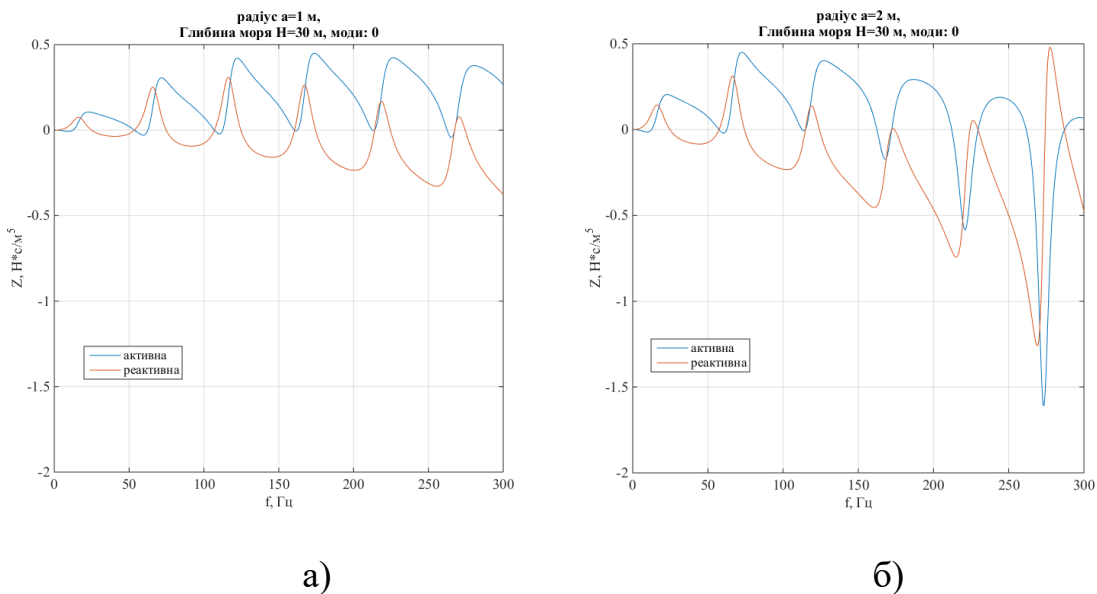 радіус a=1 м,
Глибина моря H=30 м, моди: 0
0.5
0
-0.5
-1
-1.5
-2
Z, Н*с/м⁵
активна
реактивна
0 50 100 150 200 250 300
f, Гц
а)
радіус a=2 м,
Глибина моря H=30 м, моди: 0
0.5
0
-0.5
-1
-1.5
-2
Z, Н*с/м⁵
активна
реактивна
0 50 100 150 200 250 300
f, Гц
б)